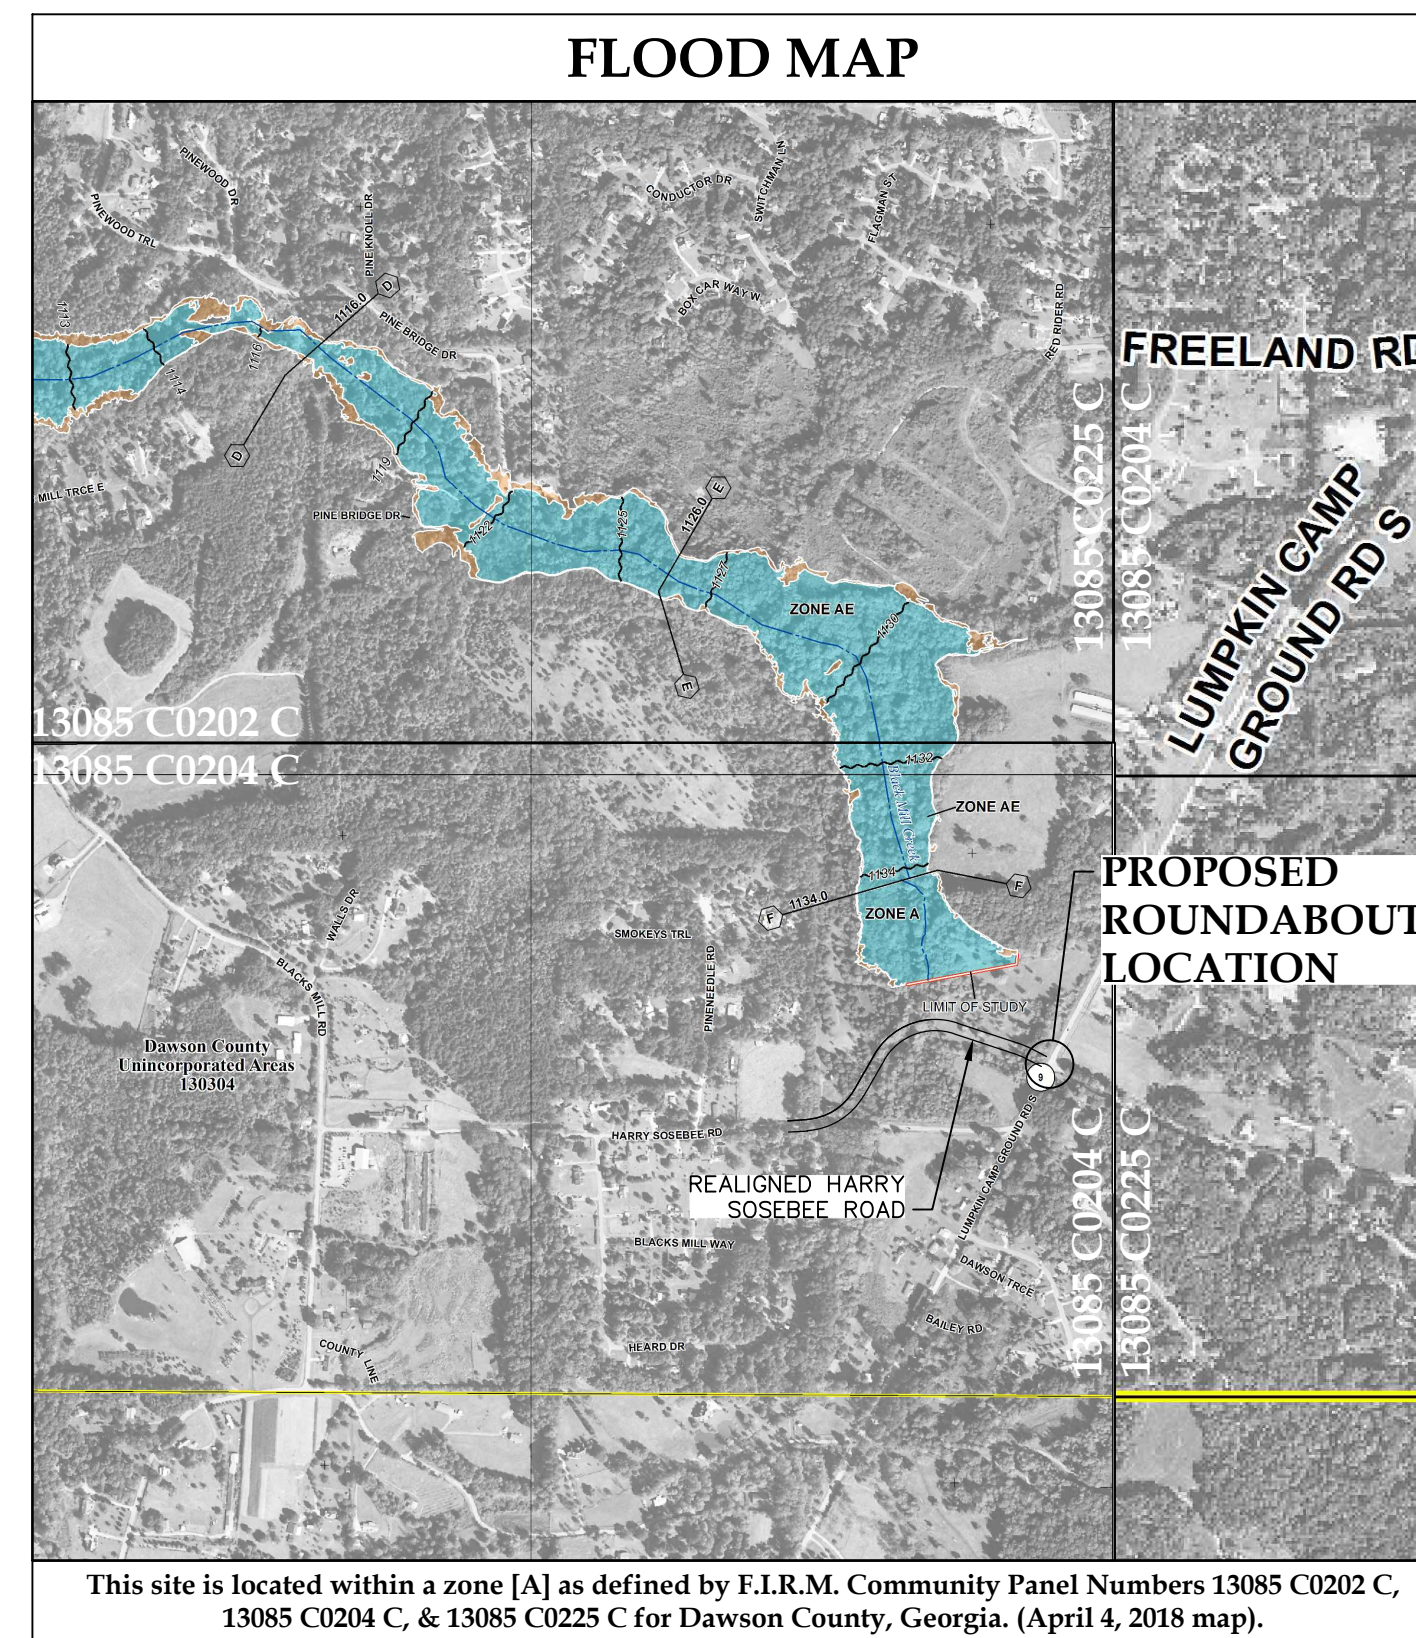 FLOOD MAP
PINEWOOD DR
PINEWOOD TRL
PINE KNOLL DR
CONDUCTOR DR
SWITCHMAN LN
FLAGMAN ST
BOX CAR WAY W
RED RIDER RD
PINE BRIDGE DR
D
1116.0
1113
1114
1116
D
1119
MILL TRCE E
PINE BRIDGE DR
1122
1125
E
1126.0
1127
E
ZONE AE
1130
FREELAND RD
LUMPKIN CAMP
GROUND RD S
13085 C0225 C
13085 C0204 C
13085 C0202 C
13085 C0204 C
1132
Black Mill Creek
ZONE AE
1134
1134.0
F
F
ZONE A
PROPOSED
ROUNDABOUT
LOCATION
WALLS DR
SMOKEYS TRL
PINENEEDLE RD
BLACKS MILL RD
LIMIT OF STUDY
Dawson County
Unincorporated Areas
130304
9
HARRY SOSEBEE RD
LUMPKIN CAMP GROUND RD S
REALIGNED HARRY
SOSEBEE ROAD
BLACKS MILL WAY
DAWSON TRCE
BAILEY RD
HEARD DR
COUNTY LINE
13085 C0204 C
13085 C0225 C
This site is located within a zone [A] as defined by F.I.R.M. Community Panel Numbers 13085 C0202 C,
13085 C0204 C, & 13085 C0225 C for Dawson County, Georgia. (April 4, 2018 map).